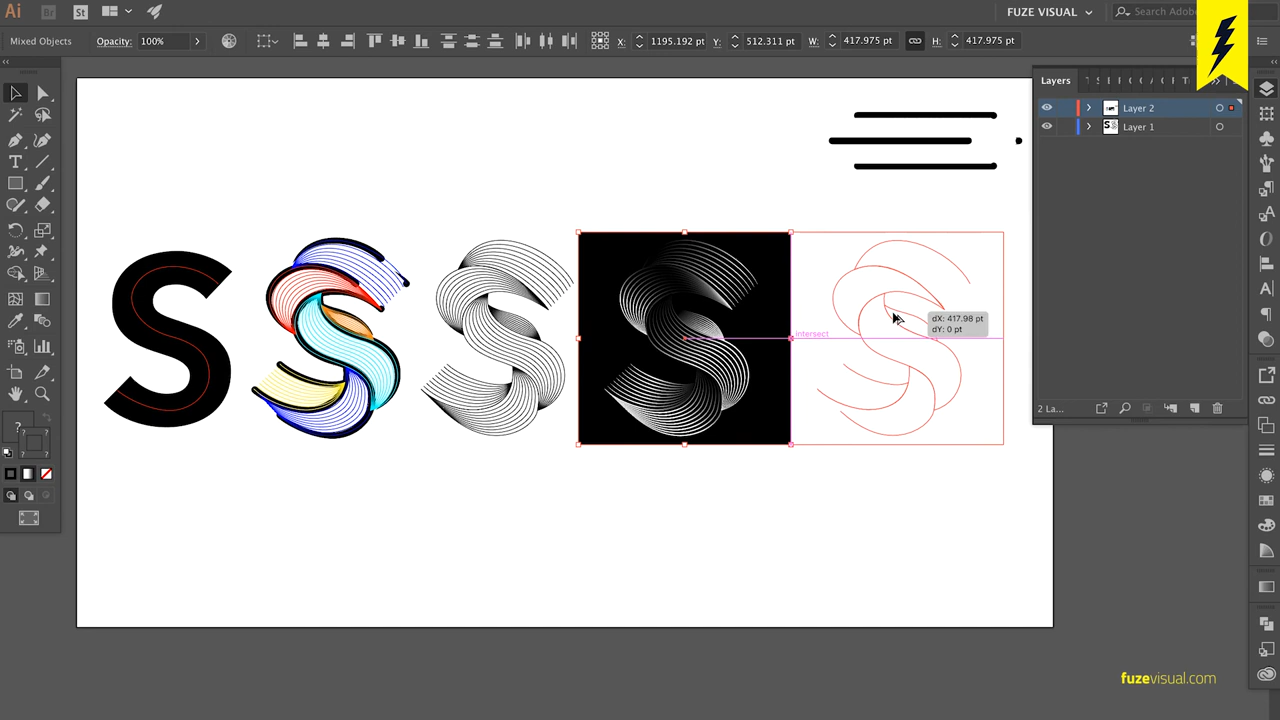 Ai Br St FUZE VISUAL Search Adobe
Mixed Objects Opacity: 100% X: 1195.192 pt Y: 512.311 pt W: 417.975 pt H: 417.975 pt
Layers
Layer 2
Layer 1
S
dX: 417.98 pt
dY: 0 pt
intersect
2 La...
fuzevisual.com